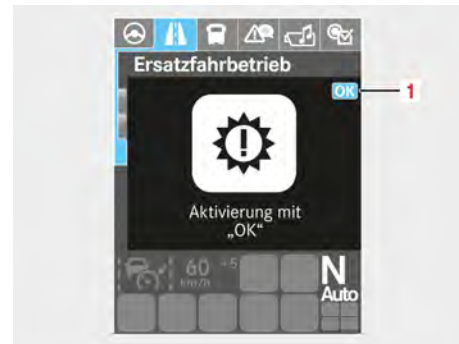 Ersatzfahrbetrieb
OK
1
Aktivierung mit
„OK“
60 +5
km/h
N
Auto